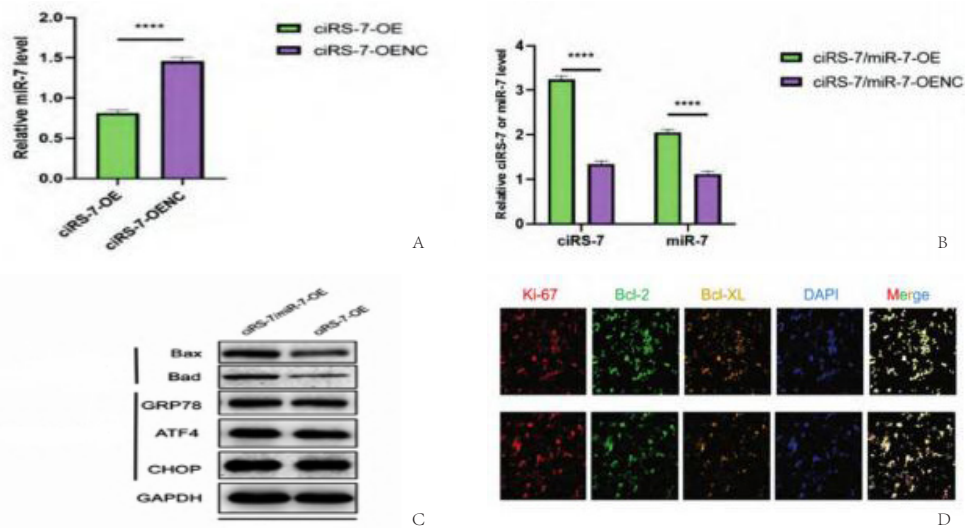 2.0
1.5
1.0
0.5
0.0
Relative miR-7 level
****
ciRS-7-OE
ciRS-7-OENC
ciRS-7-OE
ciRS-7-OENC
A
4
3
2
1
0
Relative ciRS-7 or miR-7 level
****
****
ciRS-7
miR-7
ciRS-7/miR-7-OE
ciRS-7/miR-7-OENC
B
ciRS-7/miR-7-OE
ciRS-7-OE
Bax
Bad
GRP78
ATF4
CHOP
GAPDH
C
Ki-67 Bcl-2 Bcl-XL DAPI Merge
D